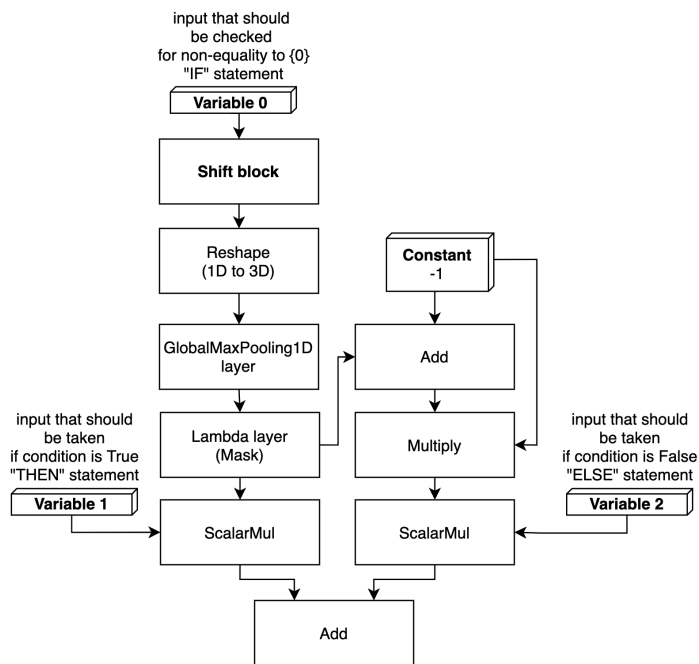 input that should
be checked
for non-equality to {0}
"IF" statement
Variable 0
Shift block
Reshape
(1D to 3D)
Constant
-1
GlobalMaxPooling1D
layer
Add
input that should
be taken
if condition is True
"THEN" statement
Variable 1
Lambda layer
(Mask)
Multiply
input that should
be taken
if condition is False
"ELSE" statement
Variable 2
ScalarMul
ScalarMul
Add